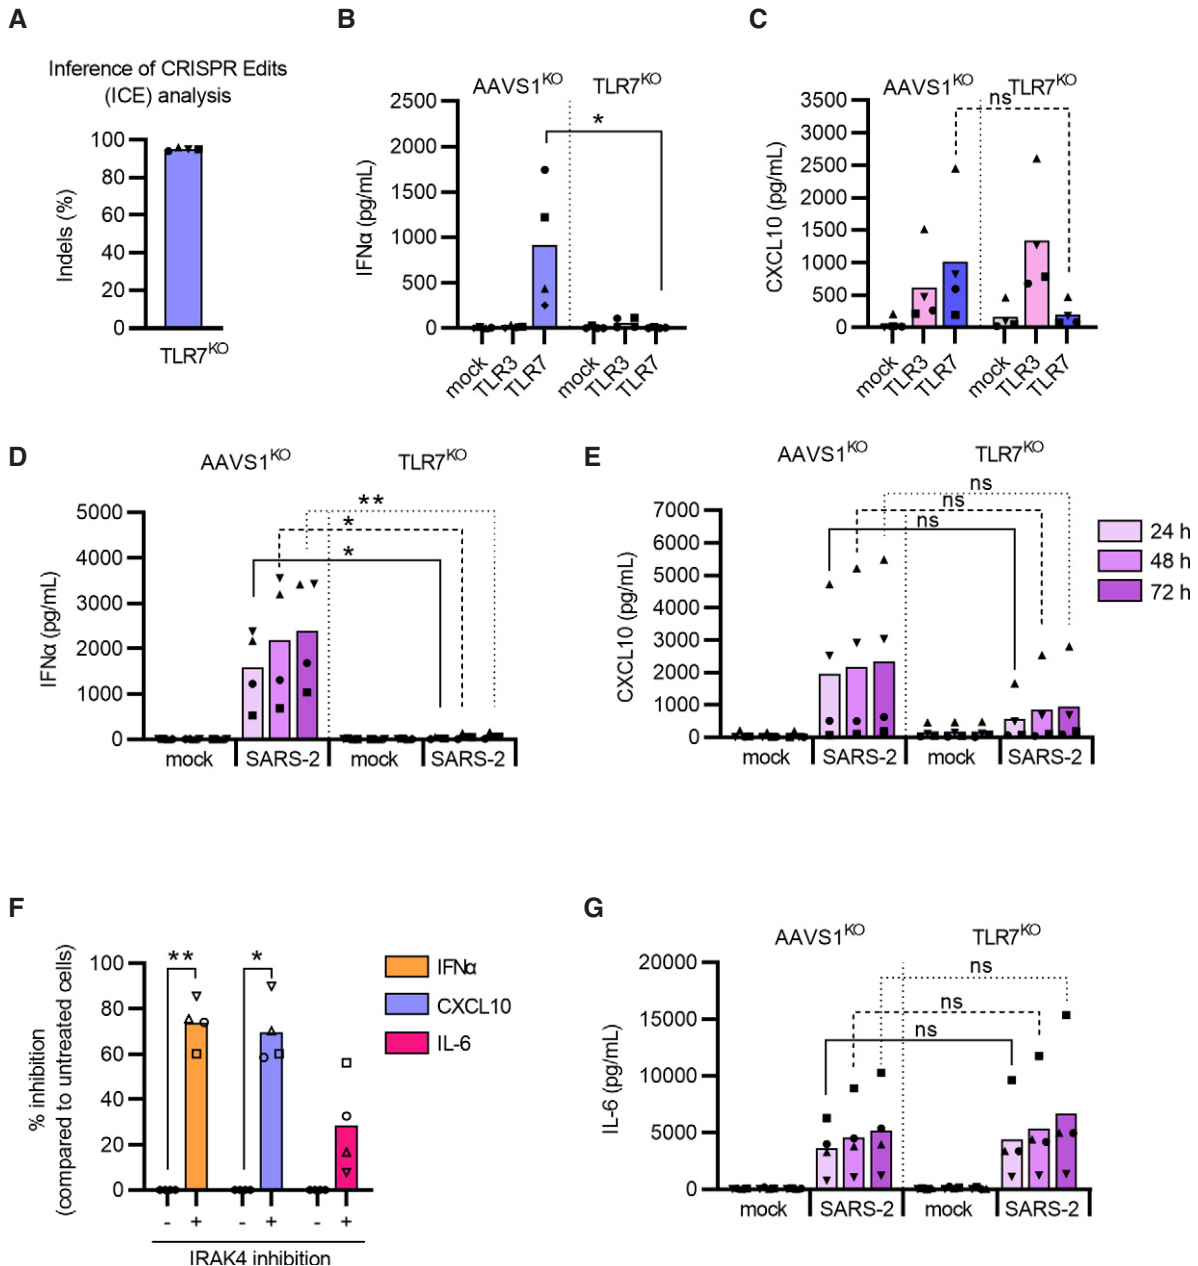 A
Inference of CRISPR Edits
(ICE) analysis
100
80
60
40
20
0
Indels (%)
TLR7KO
B
AAVS1KO
TLR7KO
2500
2000
1500
1000
500
0
IFNα (pg/mL)
*
mock
TLR3
TLR7
mock
TLR3
TLR7
C
AAVS1KO
TLR7KO
ns
3500
3000
2500
2000
1500
1000
500
0
CXCL10 (pg/mL)
mock
TLR3
TLR7
mock
TLR3
TLR7
D
AAVS1KO
TLR7KO
**
*
*
5000
4000
3000
2000
1000
0
IFNα (pg/mL)
mock
SARS-2
mock
SARS-2
E
AAVS1KO
TLR7KO
ns
ns
ns
7000
6000
5000
4000
3000
2000
1000
0
CXCL10 (pg/mL)
mock
SARS-2
mock
SARS-2
24 h
48 h
72 h
F
100
80
60
40
20
0
% inhibition
(compared to untreated cells)
**
*
- + - + - +
IRAK4 inhibition
IFNα
CXCL10
IL-6
G
AAVS1KO
TLR7KO
ns
ns
ns
20000
15000
10000
5000
0
IL-6 (pg/mL)
mock
SARS-2
mock
SARS-2